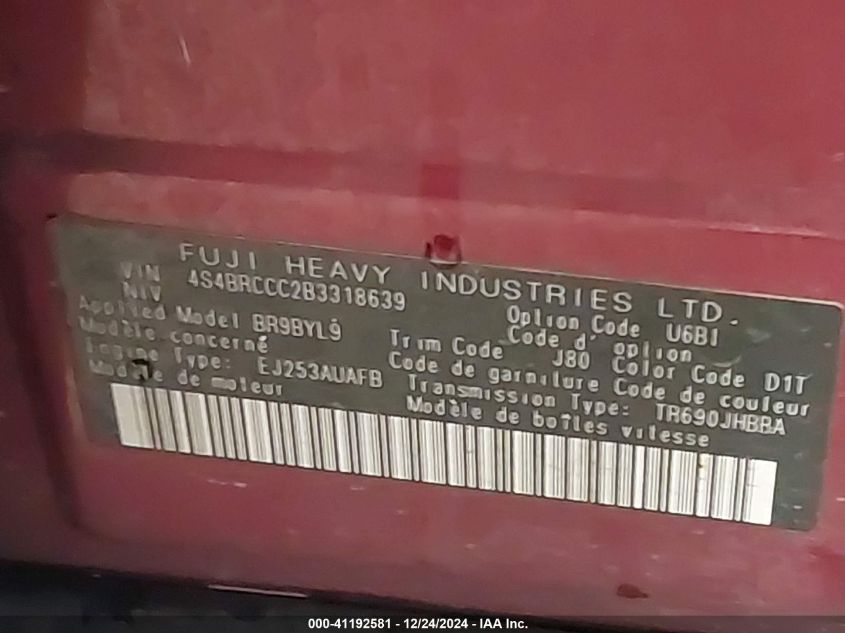 FUJI HEAVY INDUSTRIES LTD.
VIN 4S4BRCCC2B3318639 Option Code U6BI
NIV Code d' option
Applied Model BR9BYL9 Trim Code J80 Color Code D1T
Modèle concerné Code de garniture Code de couleur
Engine Type: EJ253AUAFB Transmission Type: TR690JHBBA
Modèle de moteur Modèle de boîtes vitesse
000-41192581 - 12/24/2024 - IAA Inc.